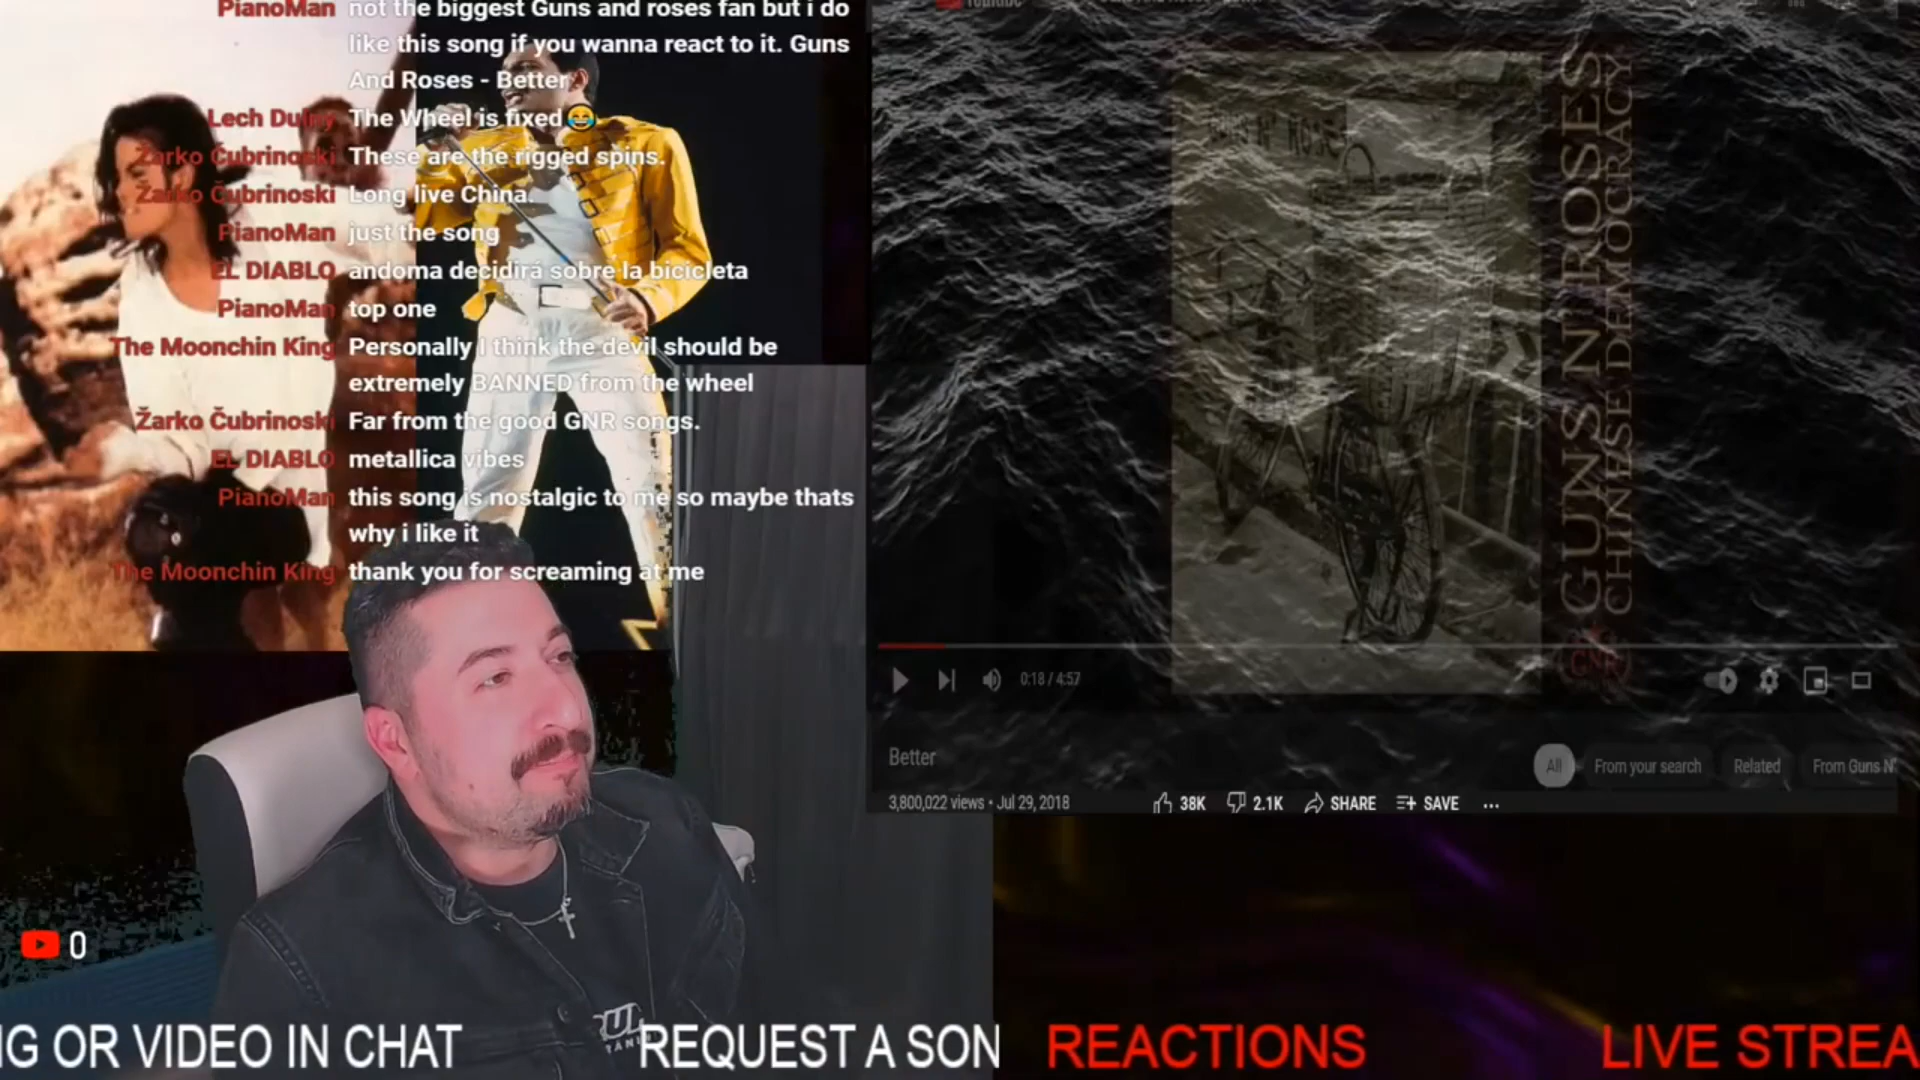 PianoMan not the biggest Guns and roses fan but i do
like this song if you wanna react to it. Guns
And Roses - Better
Lech Dulny The Wheel is fixed😂
Žarko Čubrinoski These are the rigged spins.
Žarko Čubrinoski Long live China.
PianoMan just the song
EL DIABLO andoma decidirá sobre la bicicleta
PianoMan top one
The Moonchin King Personally I think the devil should be
extremely BANNED from the wheel
Žarko Čubrinoski Far from the good GNR songs.
EL DIABLO metallica vibes
PianoMan this song is nostalgic to me so maybe thats
why i like it
The Moonchin King thank you for screaming at me
GUNS N' ROSES
CHINESE DEMOCRACY
GNR
0:18 / 4:57
Better
All From your search Related From Guns N'
3,800,022 views • Jul 29, 2018 38K 2.1K SHARE SAVE ...
0
G OR VIDEO IN CHAT REQUEST A SON
REACTIONS LIVE STREA